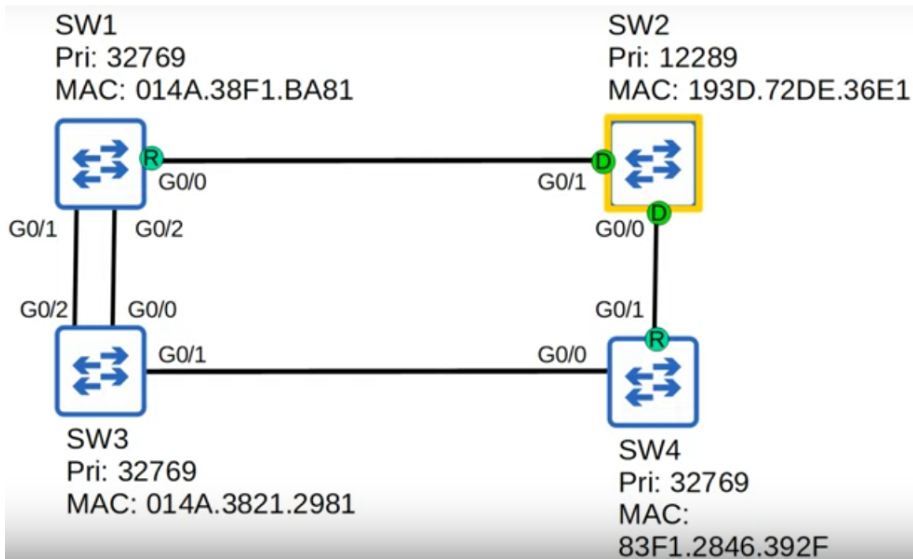 SW1
Pri: 32769
MAC: 014A.38F1.BA81
SW2
Pri: 12289
MAC: 193D.72DE.36E1
R
G0/0
D
G0/1
G0/1
G0/2
D
G0/0
G0/2
G0/0
G0/1
R
G0/1
G0/0
SW3
Pri: 32769
MAC: 014A.3821.2981
SW4
Pri: 32769
MAC:
83F1.2846.392F